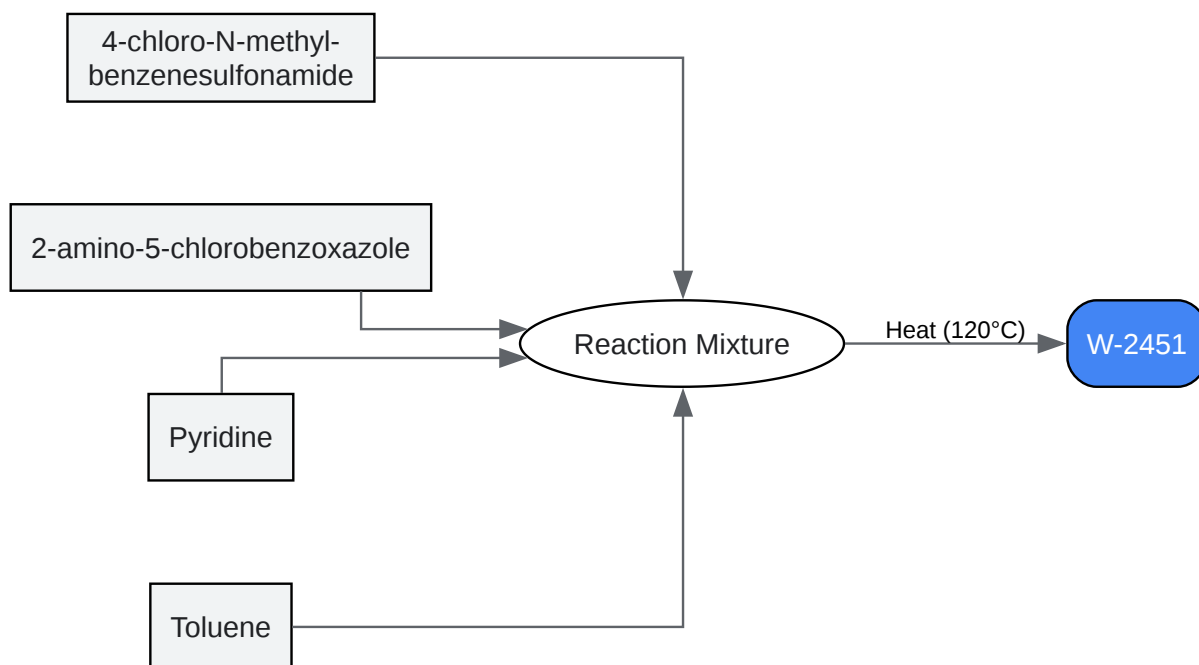 4-chloro-N-methyl-
benzenesulfonamide
2-amino-5-chlorobenzoxazole
Reaction Mixture
Heat (120°C)
W-2451
Pyridine
Toluene